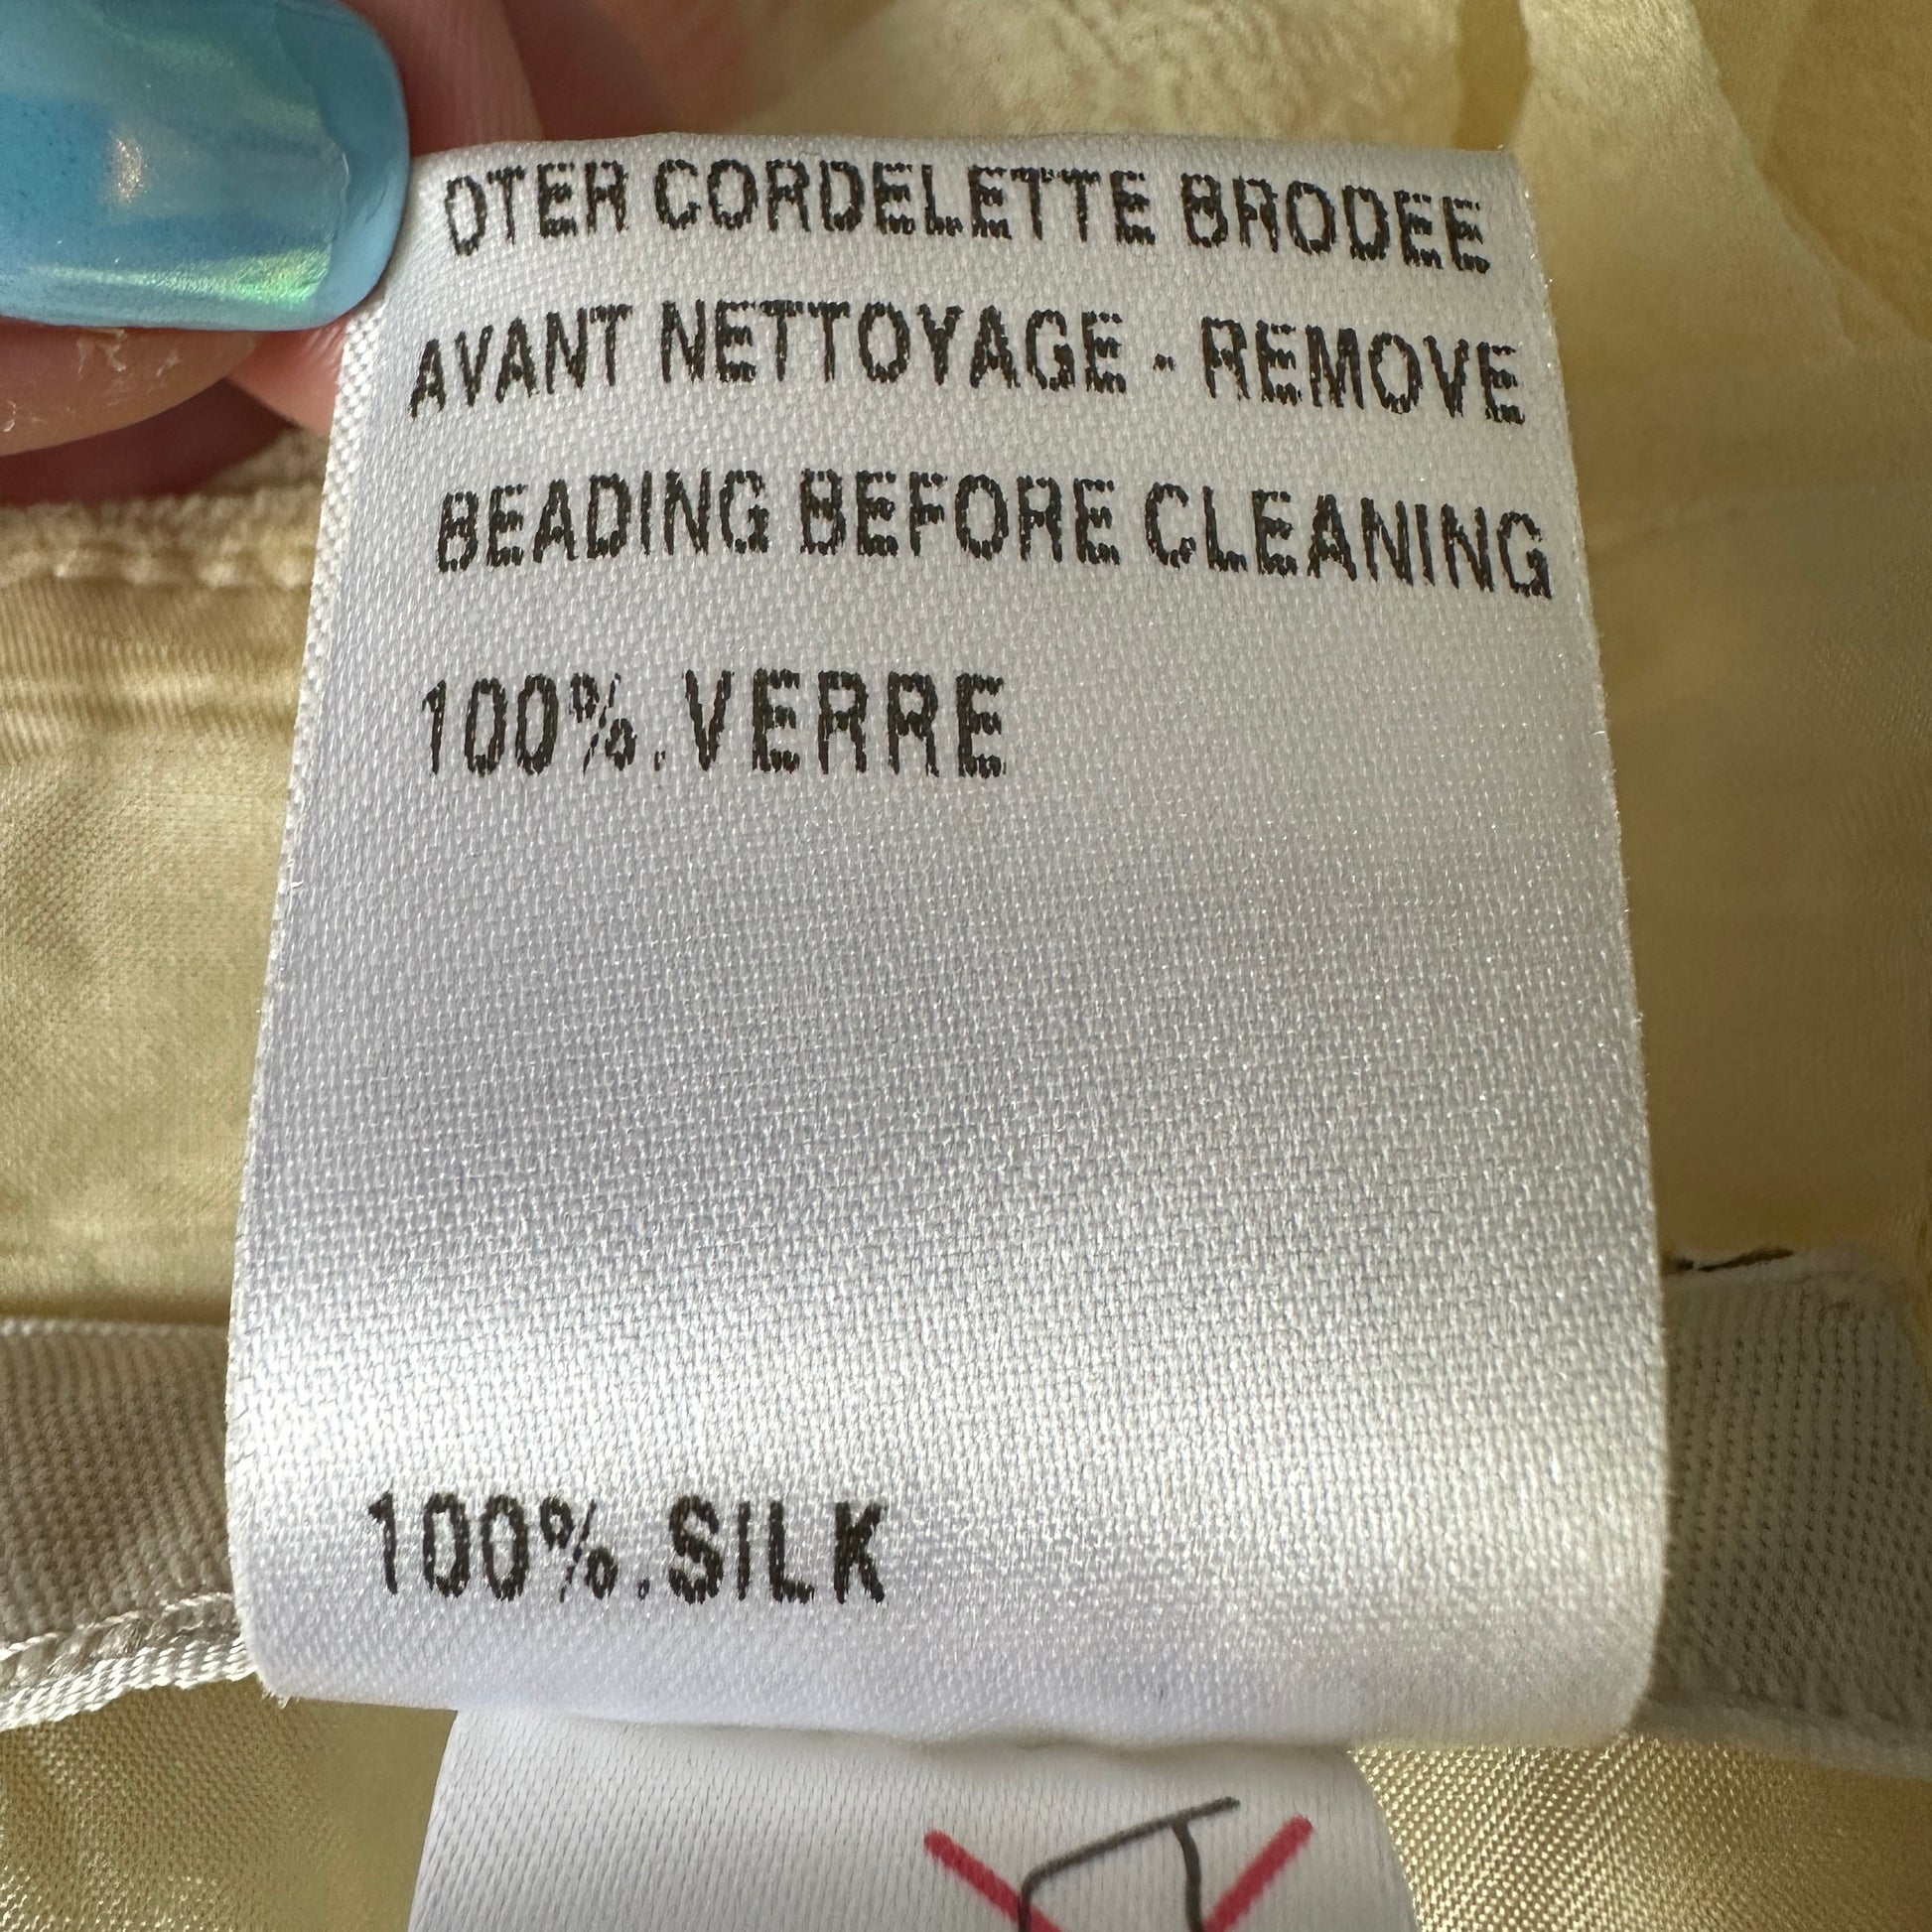 OTER CORDELETTE BRODEE
AVANT NETTOYAGE - REMOVE
BEADING BEFORE CLEANING
100%.VERRE
100%.SILK